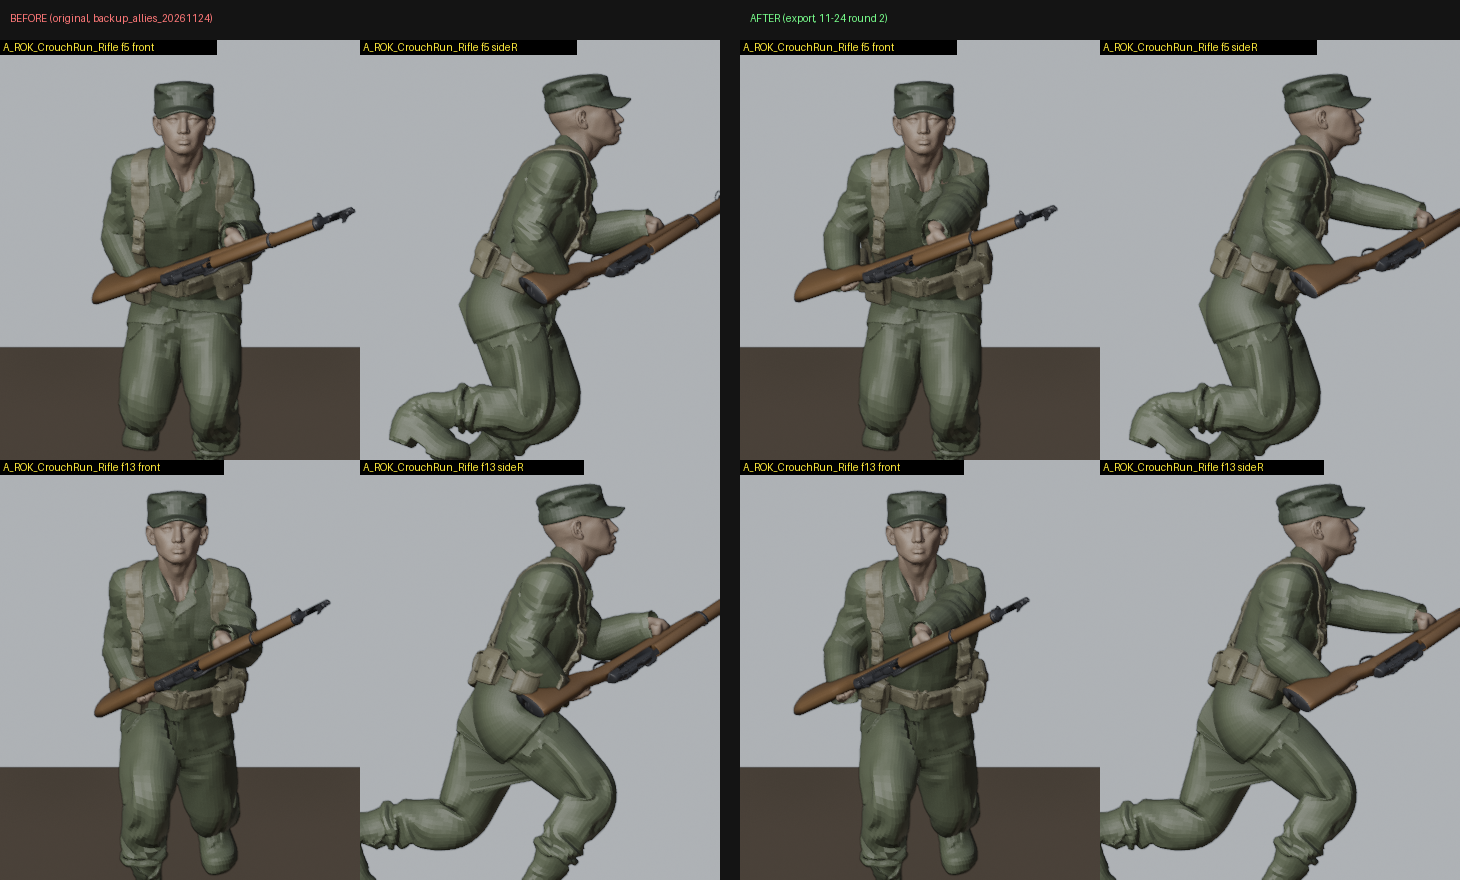 BEFORE (original, backup_allies_20261124)
AFTER (export, 11-24 round 2)
A_ROK_CrouchRun_Rifle f5 front
A_ROK_CrouchRun_Rifle f5 sideR
A_ROK_CrouchRun_Rifle f5 front
A_ROK_CrouchRun_Rifle f5 sideR
A_ROK_CrouchRun_Rifle f13 front
A_ROK_CrouchRun_Rifle f13 sideR
A_ROK_CrouchRun_Rifle f13 front
A_ROK_CrouchRun_Rifle f13 sideR